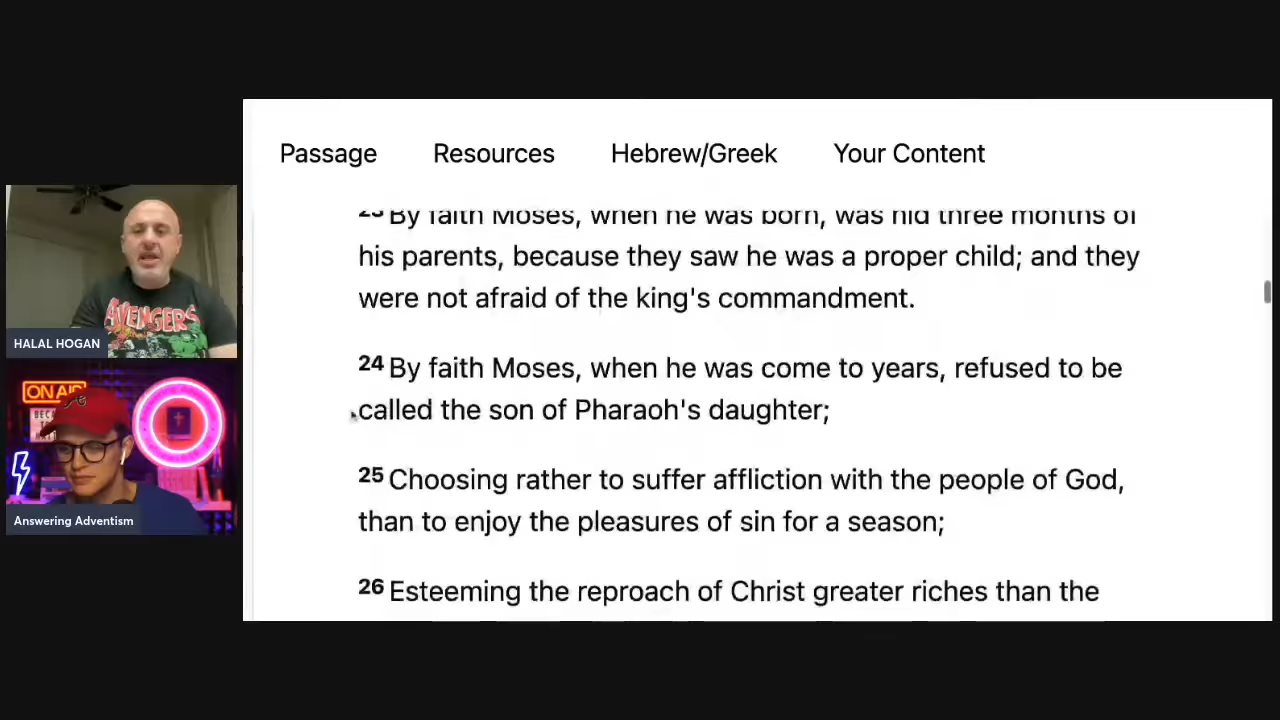 Passage Resources Hebrew/Greek Your Content
23 By faith Moses, when he was born, was hid three months of
his parents, because they saw he was a proper child; and they
were not afraid of the king's commandment.
24 By faith Moses, when he was come to years, refused to be
called the son of Pharaoh's daughter;
25 Choosing rather to suffer affliction with the people of God,
than to enjoy the pleasures of sin for a season;
26 Esteeming the reproach of Christ greater riches than the
AVENGERS
HALAL HOGAN
ON AIR
Answering Adventism